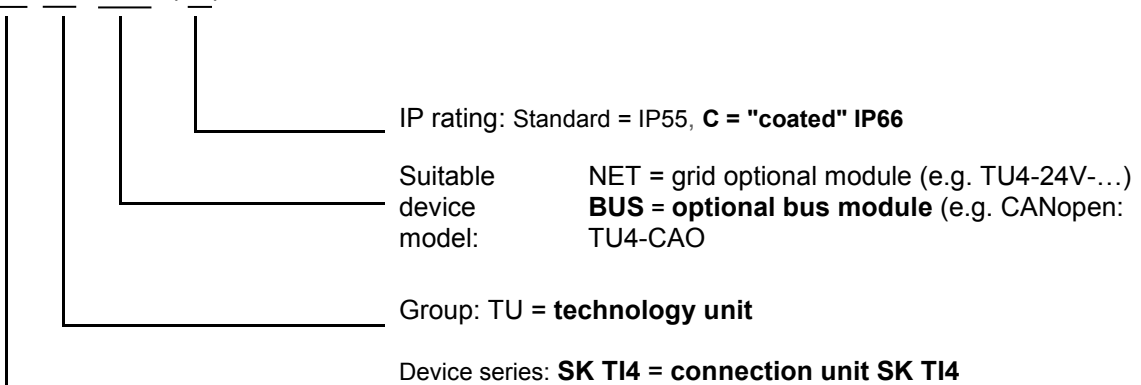 IP rating: Standard = IP55, C = "coated" IP66
Suitable NET = grid optional module (e.g. TU4-24V-…)
device BUS = optional bus module (e.g. CANopen:
model: TU4-CAO
Group: TU = technology unit
Device series: SK TI4 = connection unit SK TI4